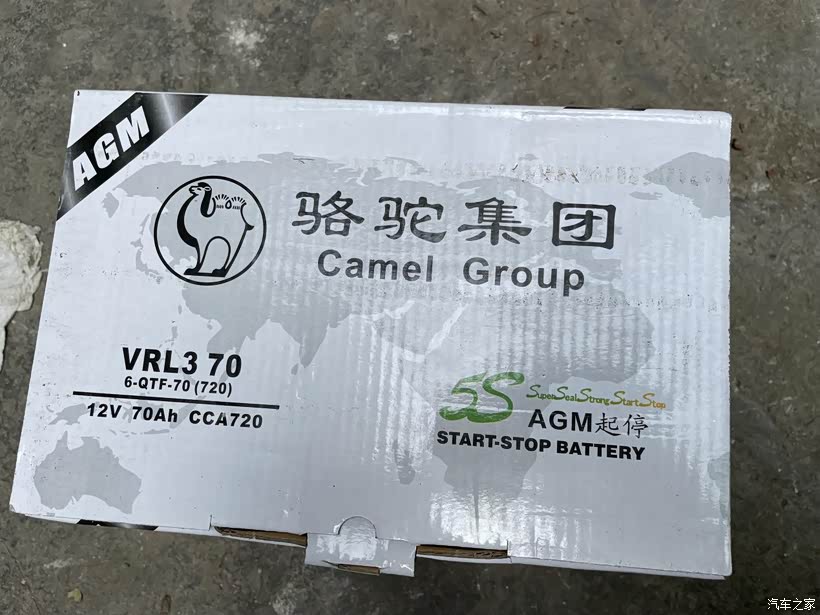 AGM
骆驼集团
Camel Group
VRL3 70
6-QTF-70 (720)
12V 70Ah CCA720
5S SuperSealStrongStartStop
AGM起停
START-STOP BATTERY
汽车之家